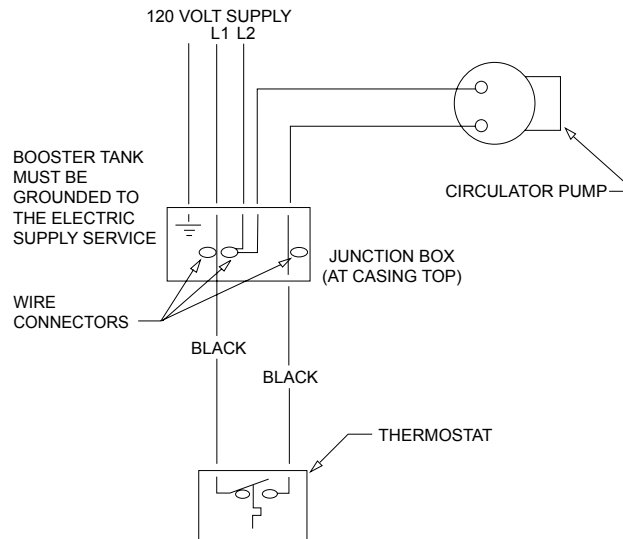 120 VOLT SUPPLY
L1 L2
BOOSTER TANK
MUST BE
GROUNDED TO
THE ELECTRIC
SUPPLY SERVICE
CIRCULATOR PUMP
JUNCTION BOX
(AT CASING TOP)
WIRE
CONNECTORS
BLACK
BLACK
THERMOSTAT